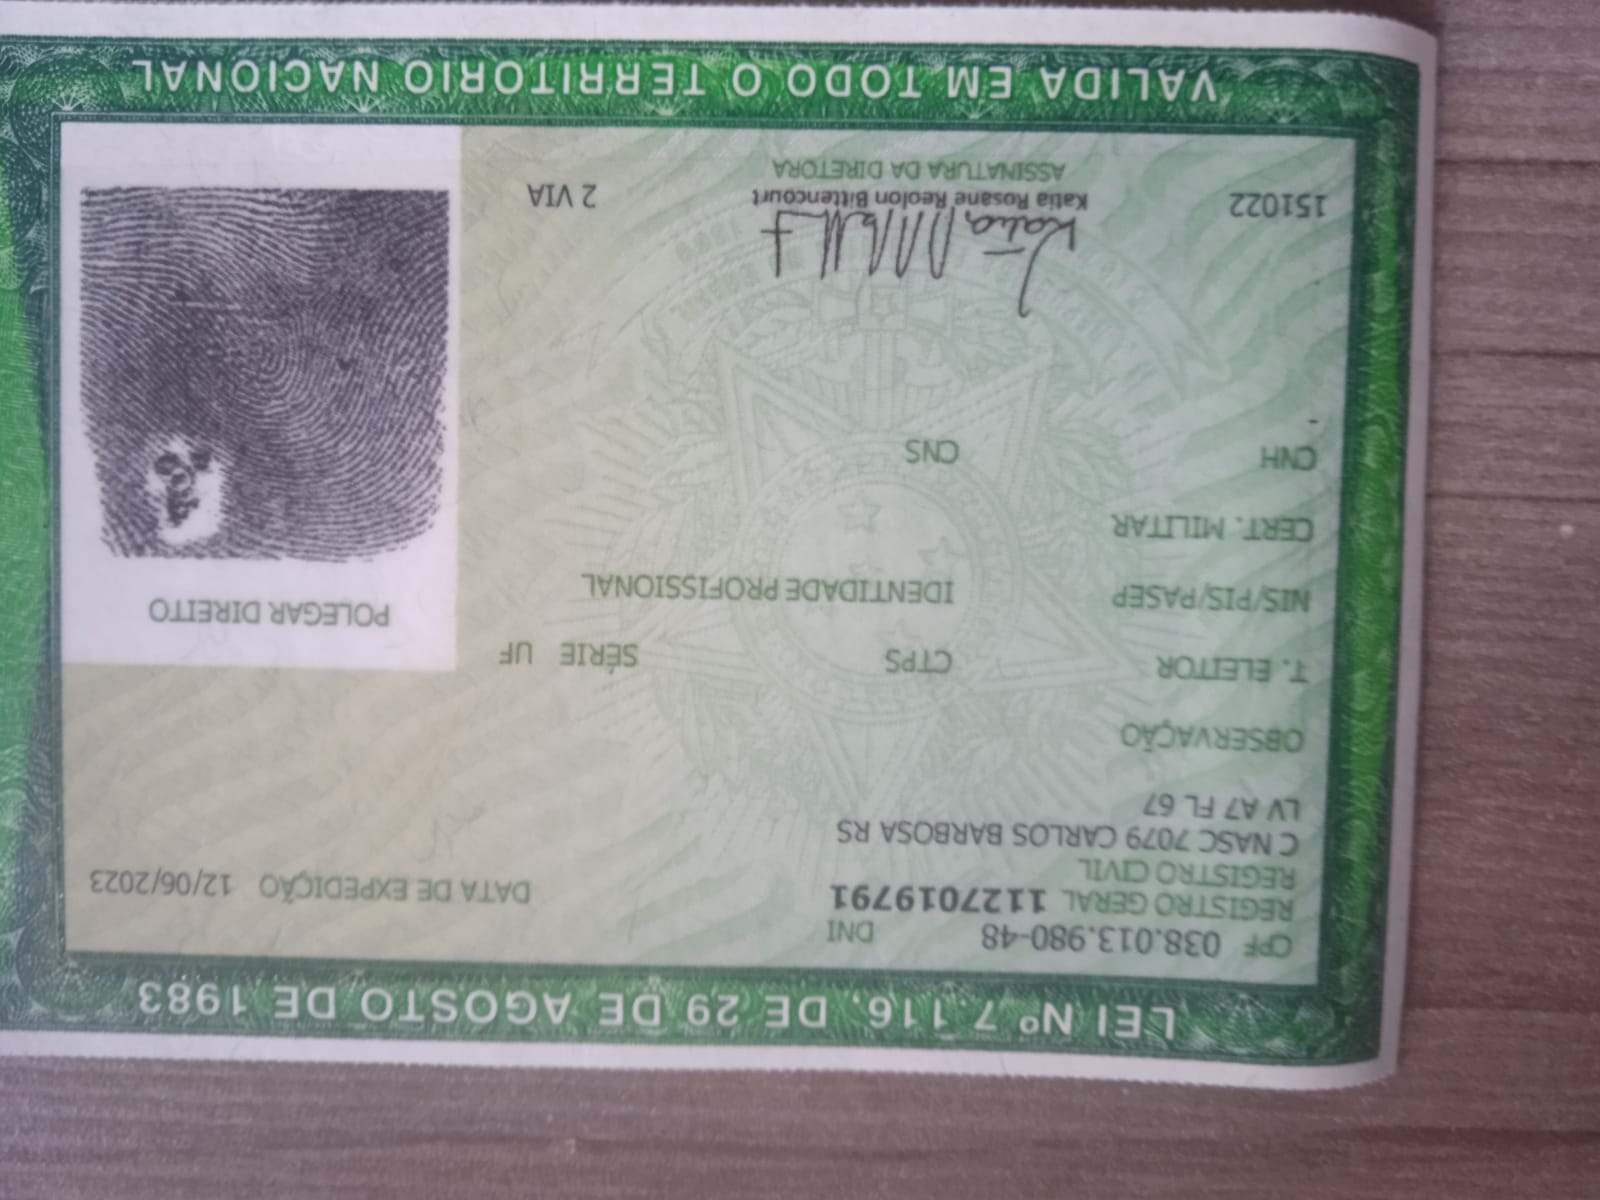 LEI Nº 7.116, DE 29 DE AGOSTO DE 1983
CPF 038.013.980-48 DNI
REGISTRO GERAL 1127019791 DATA DE EXPEDIÇÃO 12/06/2023
REGISTRO CIVIL
C NASC 7079 CARLOS BARBOSA RS
LV A7 FL 67
OBSERVAÇÃO
T. ELEITOR CTPS SÉRIE UF
NIS/PIS/PASEP IDENTIDADE PROFISSIONAL
CERT. MILITAR
CNH CNS
-
POLEGAR DIREITO
151022 Katia Rosane Reolon Bittencourt 2 VIA
ASSINATURA DA DIRETORA
VALIDA EM TODO O TERRITORIO NACIONAL